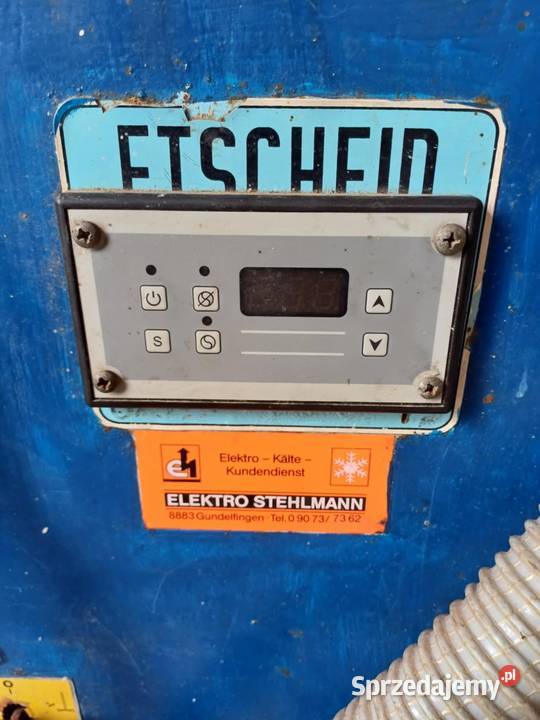 ETSCHEID
S
Elektro – Kälte –
Kundendienst
ELEKTRO STEHLMANN
8883 Gundelfingen · Tel. 0 90 73 / 73 62
Sprzedajemy.pl